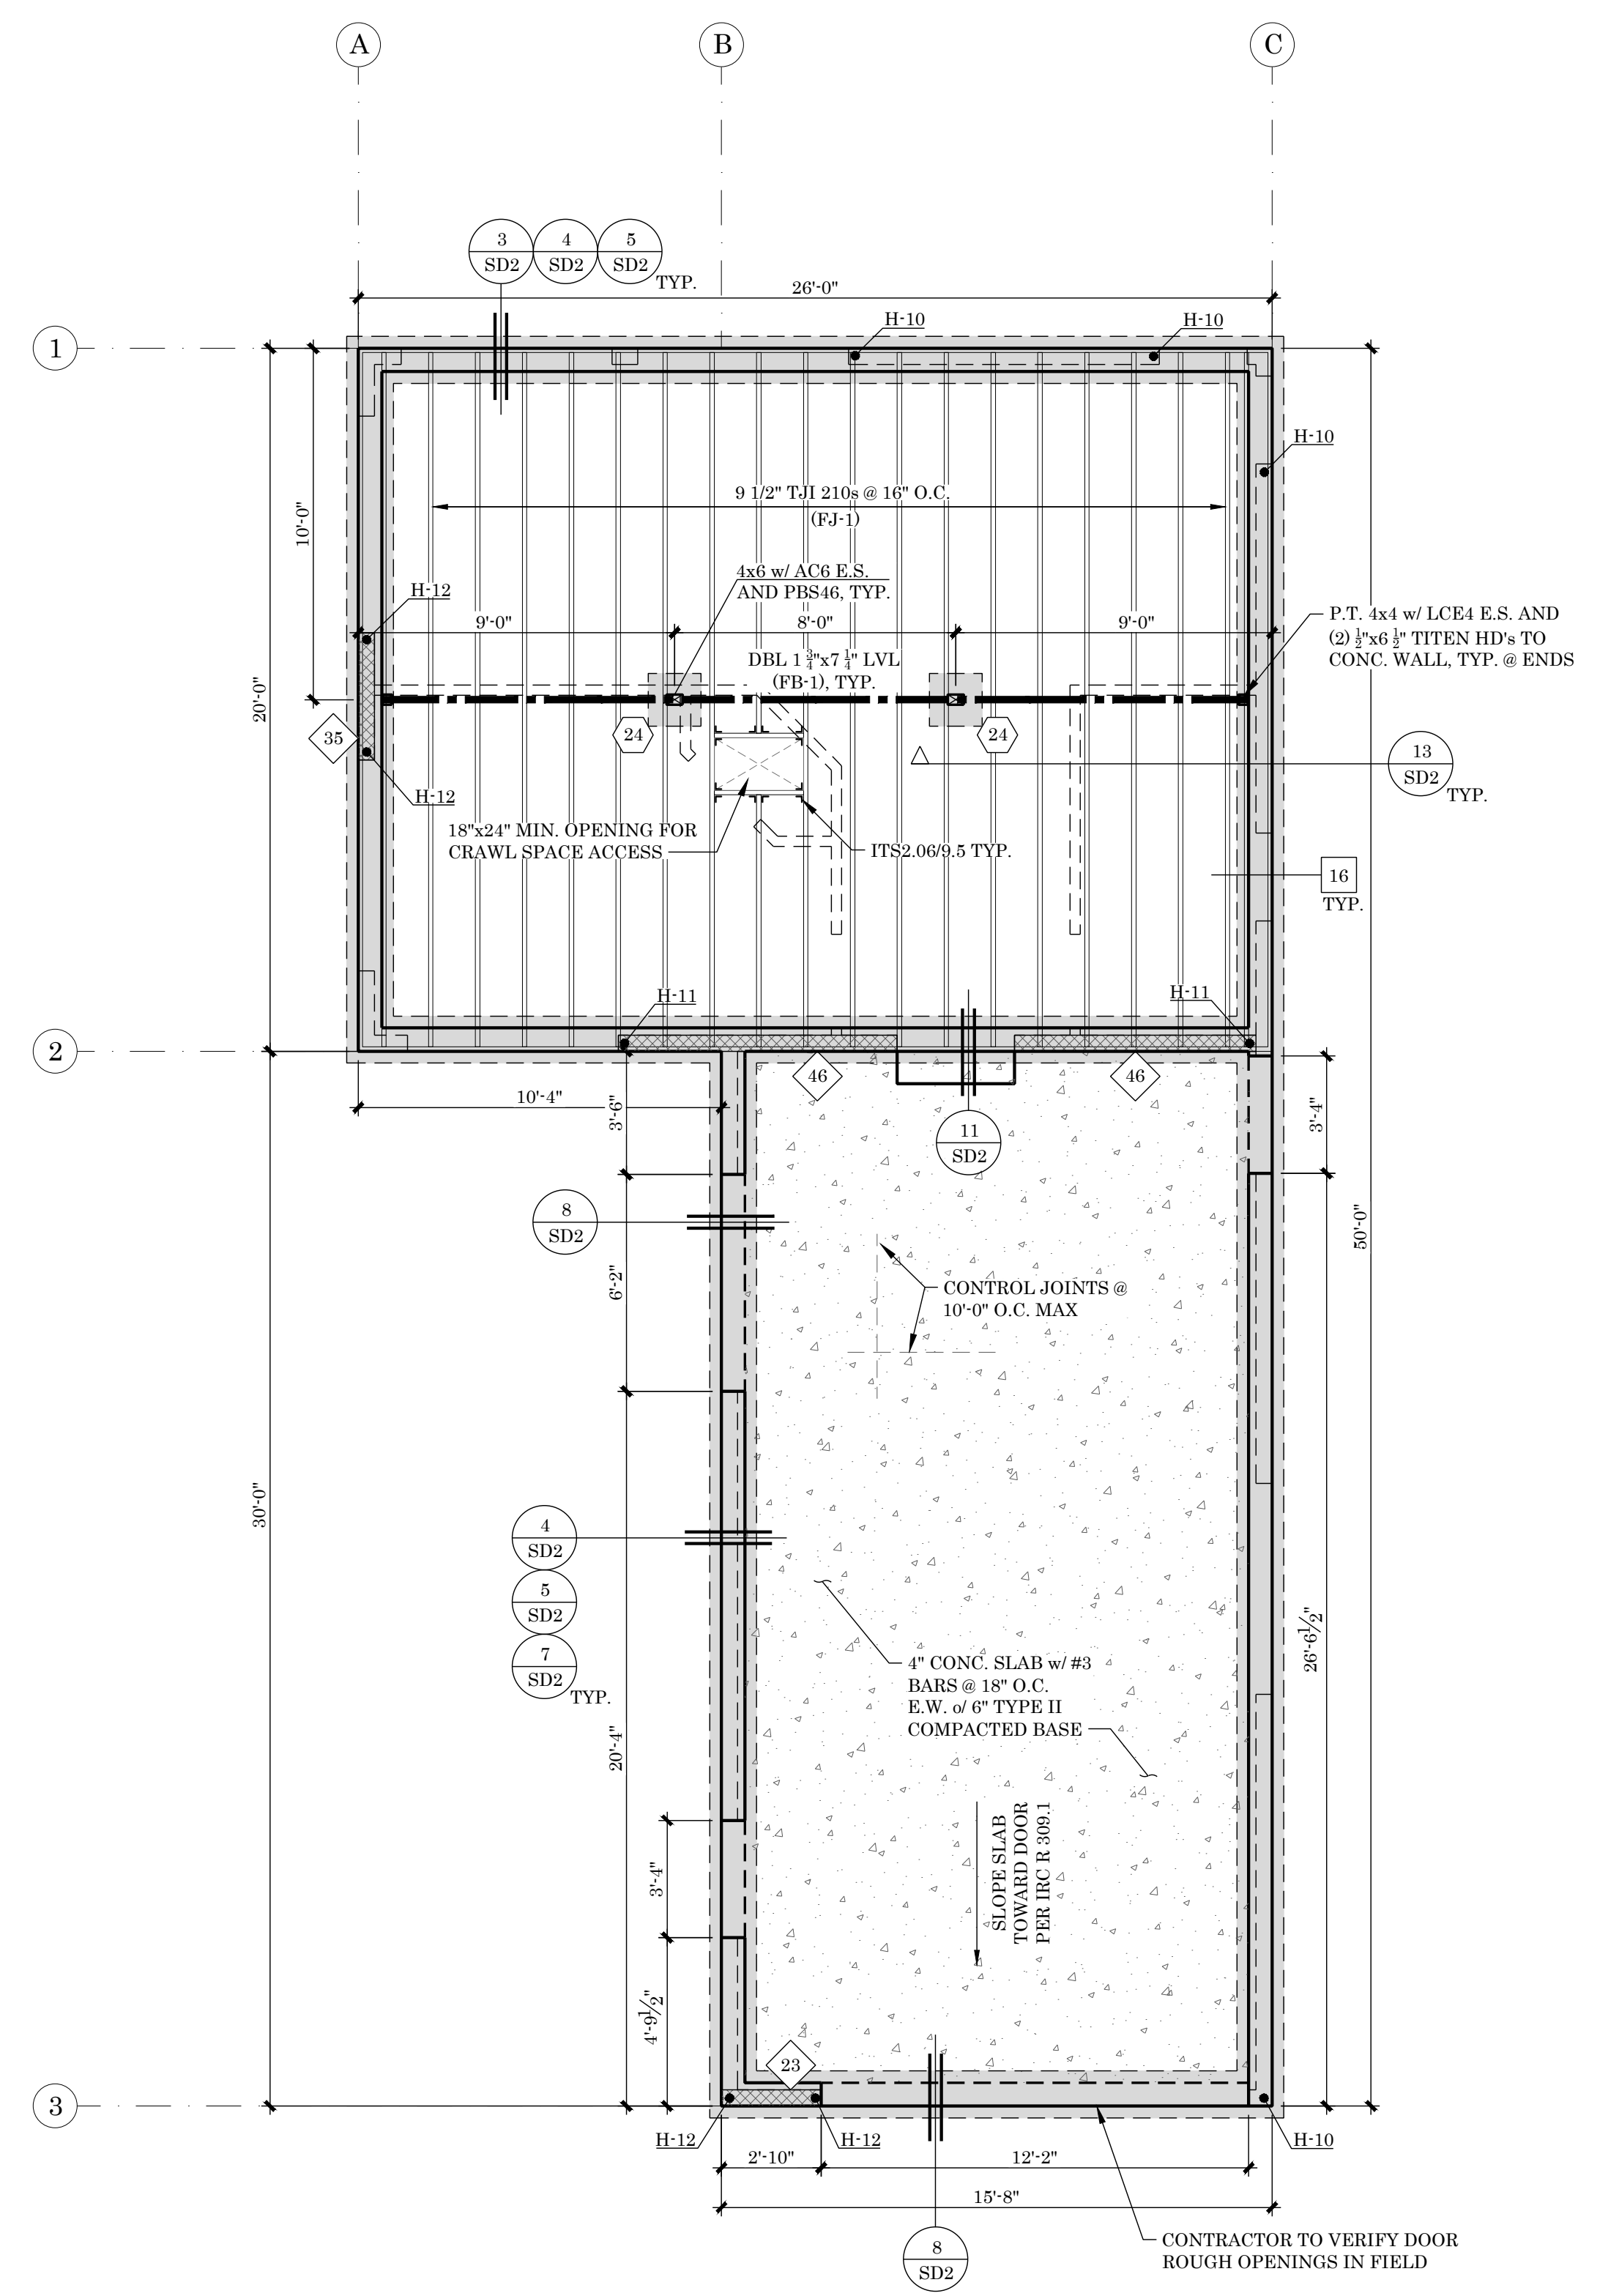 A
B
C
3
SD2
4
SD2
5
SD2
TYP.
26'-0"
1
H-10
H-10
H-10
10'-0"
20'-0"
9 1/2" TJI 210s @ 16" O.C.
(FJ-1)
4x6 w/ AC6 E.S.
AND PBS46, TYP.
H-12
9'-0"
8'-0"
9'-0"
P.T. 4x4 w/ LCE4 E.S. AND
(2) 1/2"x6 1/2" TITEN HD's TO
CONC. WALL, TYP. @ ENDS
DBL 1 3/4"x7 1/4" LVL
(FB-1), TYP.
35
24
24
13
SD2
TYP.
H-12
18"x24" MIN. OPENING FOR
CRAWL SPACE ACCESS
ITS2.06/9.5 TYP.
16
TYP.
H-11
H-11
2
46
46
10'-4"
3'-6"
3'-4"
11
SD2
8
SD2
50'-0"
6'-2"
CONTROL JOINTS @
10'-0" O.C. MAX
30'-0"
4
SD2
5
SD2
7
SD2
TYP.
4" CONC. SLAB w/ #3
BARS @ 18" O.C.
E.W. o/ 6" TYPE II
COMPACTED BASE
26'-6 1/2"
20'-4"
3'-4"
SLOPE SLAB
TOWARD DOOR
PER IRC R 309.1
4'-9 1/2"
23
3
H-12
H-12
H-10
2'-10"
12'-2"
15'-8"
8
SD2
CONTRACTOR TO VERIFY DOOR
ROUGH OPENINGS IN FIELD